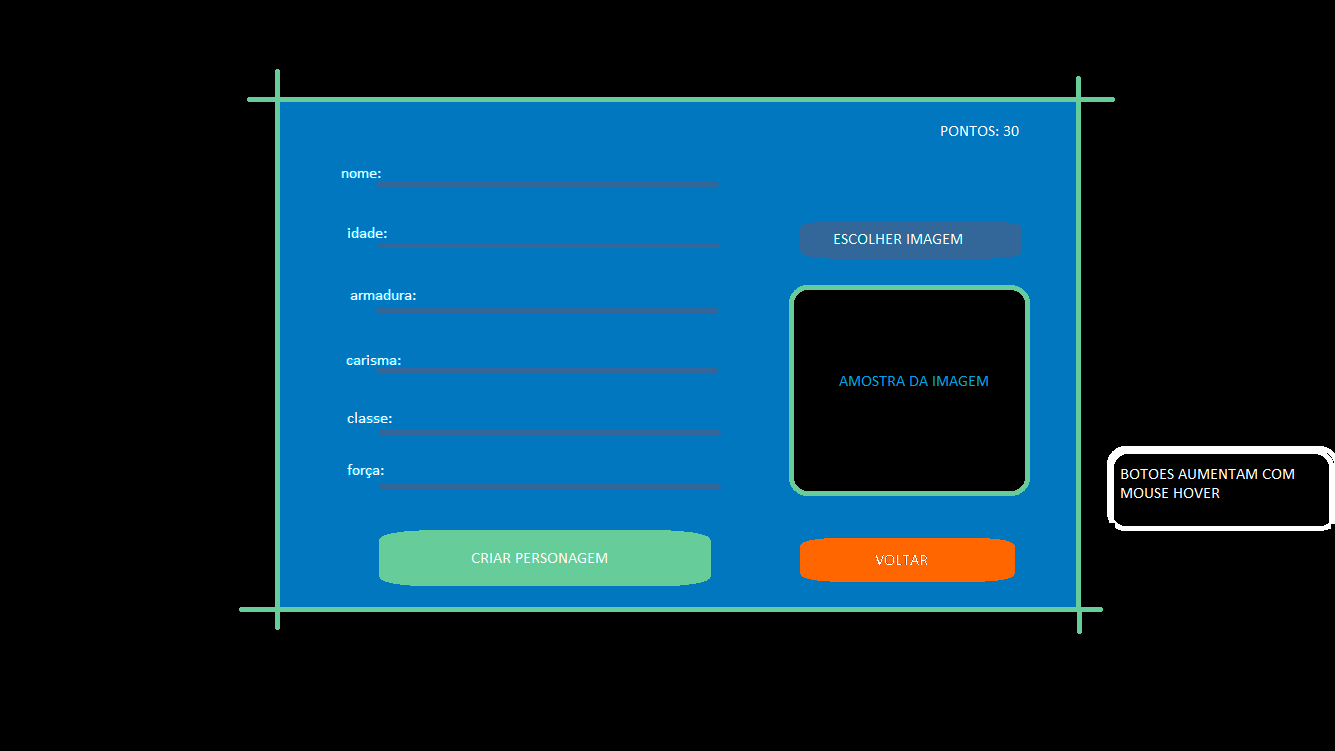 PONTOS: 30
nome:
idade:
ESCOLHER IMAGEM
armadura:
carisma:
AMOSTRA DA IMAGEM
classe:
força:
BOTOES AUMENTAM COM
MOUSE HOVER
CRIAR PERSONAGEM
VOLTAR